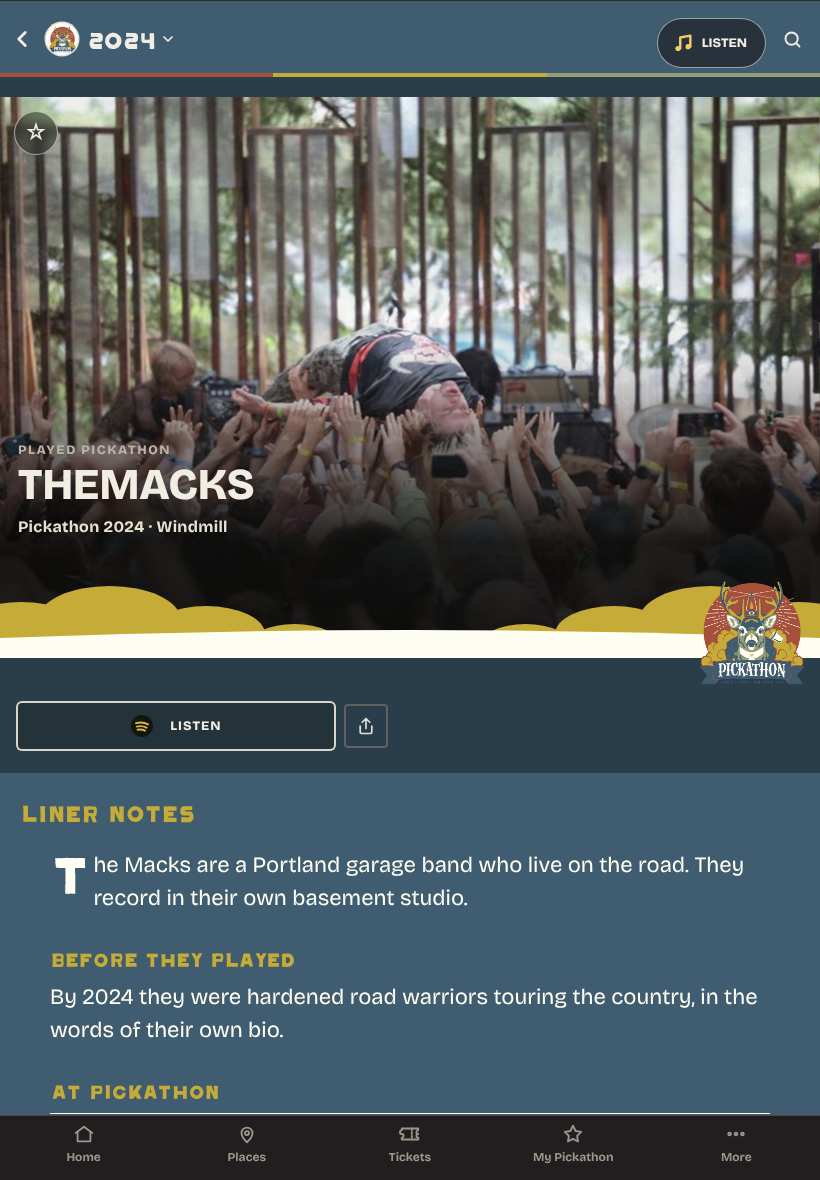 2024
LISTEN
PLAYED PICKATHON
THEMACKS
Pickathon 2024 · Windmill
PICKATHON
LISTEN
LINER NOTES
The Macks are a Portland garage band who live on the road. They
record in their own basement studio.
BEFORE THEY PLAYED
By 2024 they were hardened road warriors touring the country, in the
words of their own bio.
AT PICKATHON
Home
Places
Tickets
My Pickathon
More